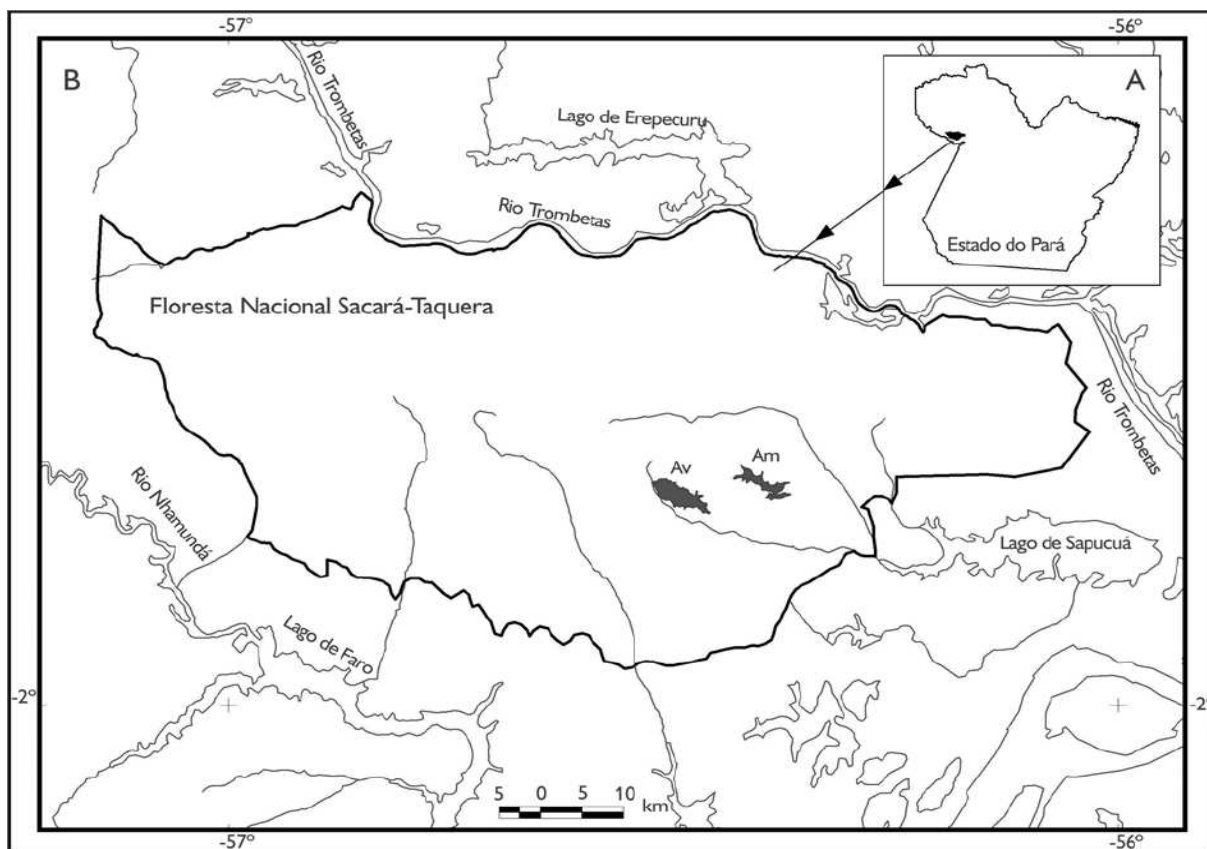 -57°
-56°
B
A
Rio Trombetas
Lago de Erepecuru
Rio Trombetas
Estado do Pará
Floresta Nacional Sacará-Taquera
Rio Trombetas
Av
Am
Rio Nhamundá
Lago de Sapucuá
Lago de Faro
-2°
-2°
5 0 5 10 km
-57°
-56°